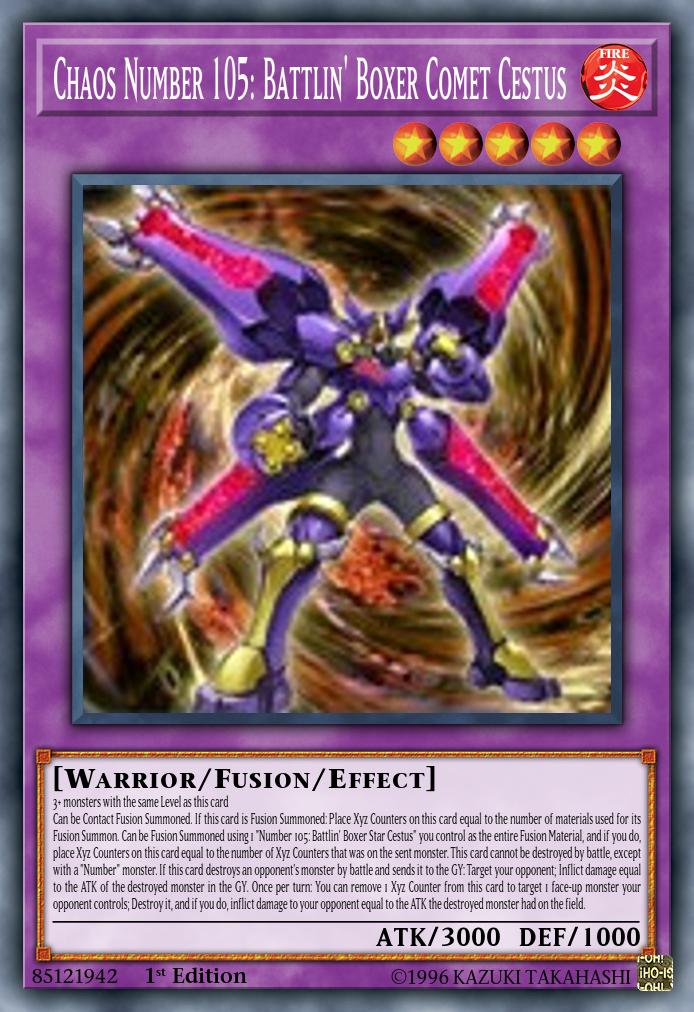 CHAOS NUMBER 105: BATTLIN' BOXER COMET CESTUS
FIRE
炎
[WARRIOR/FUSION/EFFECT]
3+ monsters with the same Level as this card
Can be Contact Fusion Summoned. If this card is Fusion Summoned: Place Xyz Counters on this card equal to the number of materials used for its
Fusion Summon. Can be Fusion Summoned using 1 "Number 105: Battlin' Boxer Star Cestus" you control as the entire Fusion Material, and if you do,
place Xyz Counters on this card equal to the number of Xyz Counters that was on the sent monster. This card cannot be destroyed by battle, except
with a "Number" monster. If this card destroys an opponent's monster by battle and sends it to the GY: Target your opponent; Inflict damage equal
to the ATK of the destroyed monster in the GY. Once per turn: You can remove 1 Xyz Counter from this card to target 1 face-up monster your
opponent controls; Destroy it, and if you do, inflict damage to your opponent equal to the ATK the destroyed monster had on the field.
ATK/3000 DEF/1000
85121942 1st Edition ©1996 KAZUKI TAKAHASHI